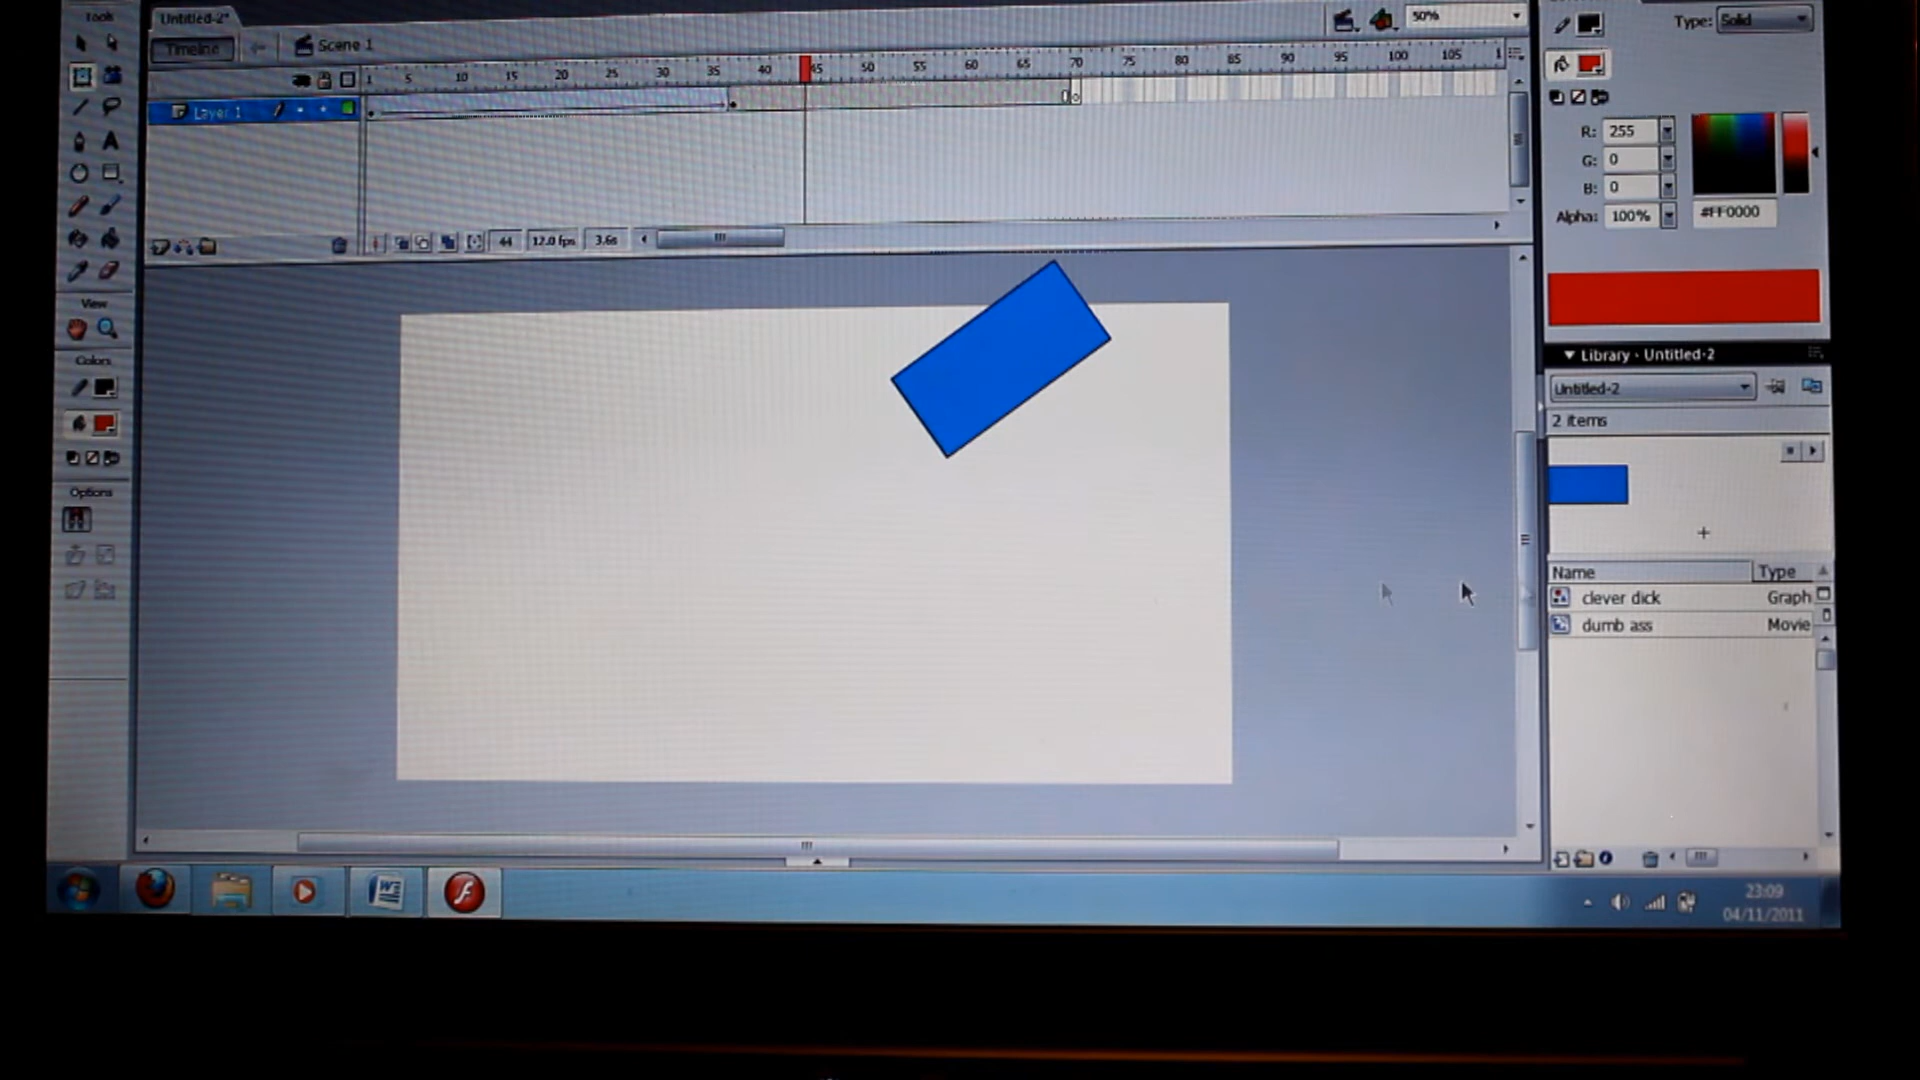 Tools
Untitled-2*
50%
Type: Solid
Timeline
Scene 1
1 5 10 15 20 25 30 35 40 45 50 55 60 65 70 75 80 85 90 95 100 105 1
Layer 1
R: 255
G: 0
B: 0
Alpha: 100%
#FF0000
44 12.0 fps 3.6s
View
Colors
Options
Library - Untitled-2
Untitled-2
2 items
Name Type
clever dick Graph
dumb ass Movie
23:09
04/11/2011